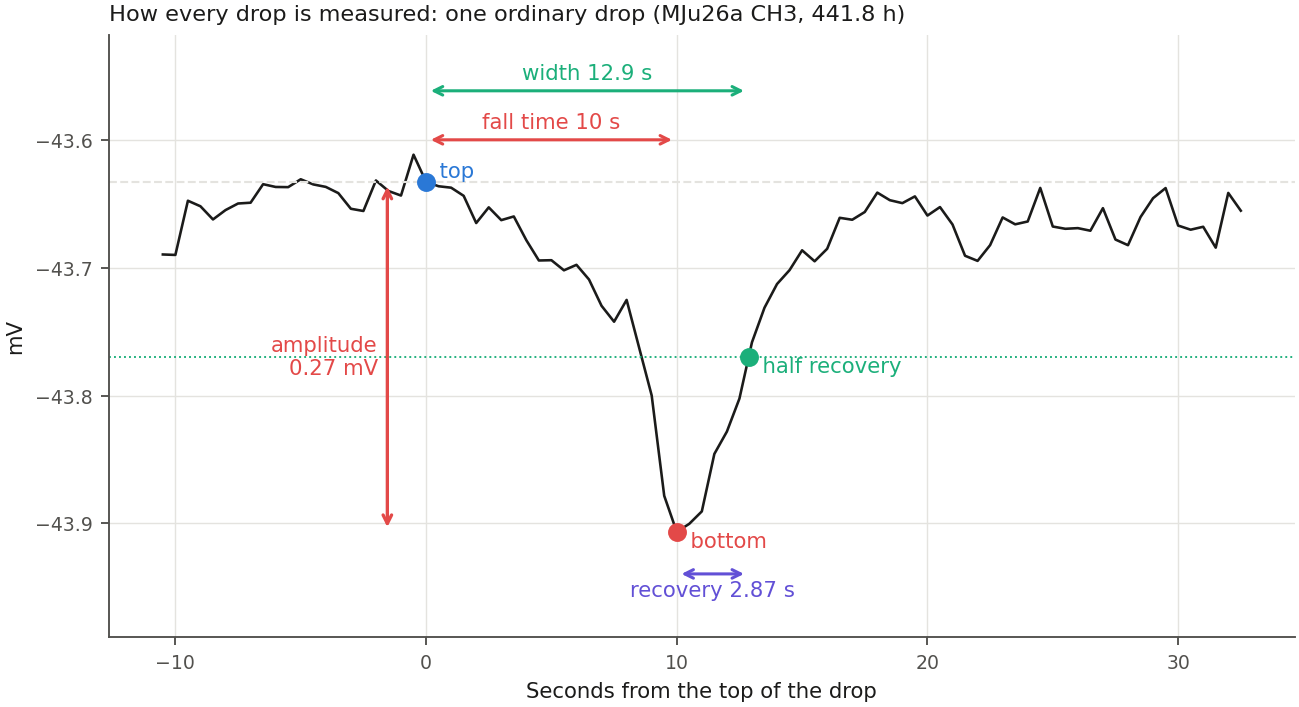 How every drop is measured: one ordinary drop (MJu26a CH3, 441.8 h)
width 12.9 s
fall time 10 s
top
amplitude
0.27 mV
half recovery
bottom
recovery 2.87 s
mV
−43.6
−43.7
−43.8
−43.9
−10
0
10
20
30
Seconds from the top of the drop